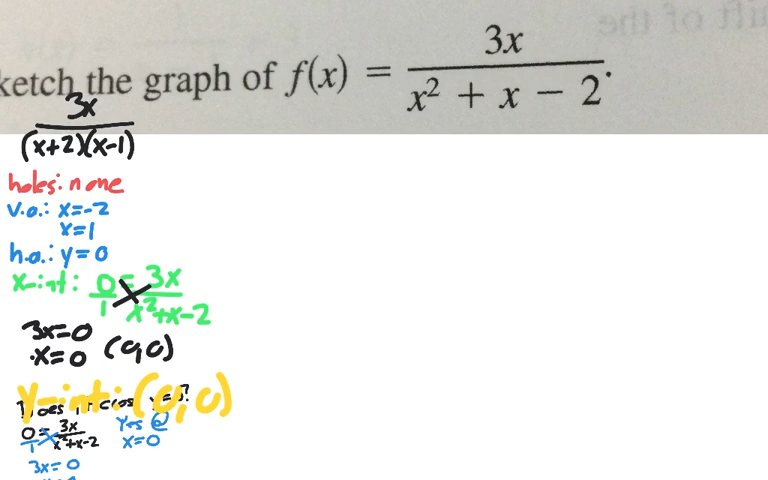 ketch the graph of f(x) = 3x / x² + x − 2.
3x
(x+2)(x-1)
holes: none
v.a.: x=-2
x=1
h.a.: y=0
x-int: 0/1 = 3x / x²+x-2
3x=0
x=0 (0,0)
y-int: (0,0)
Does it cross y=0?
0/1 = 3x / x²+x-2 Yes @
x=0
3x=0